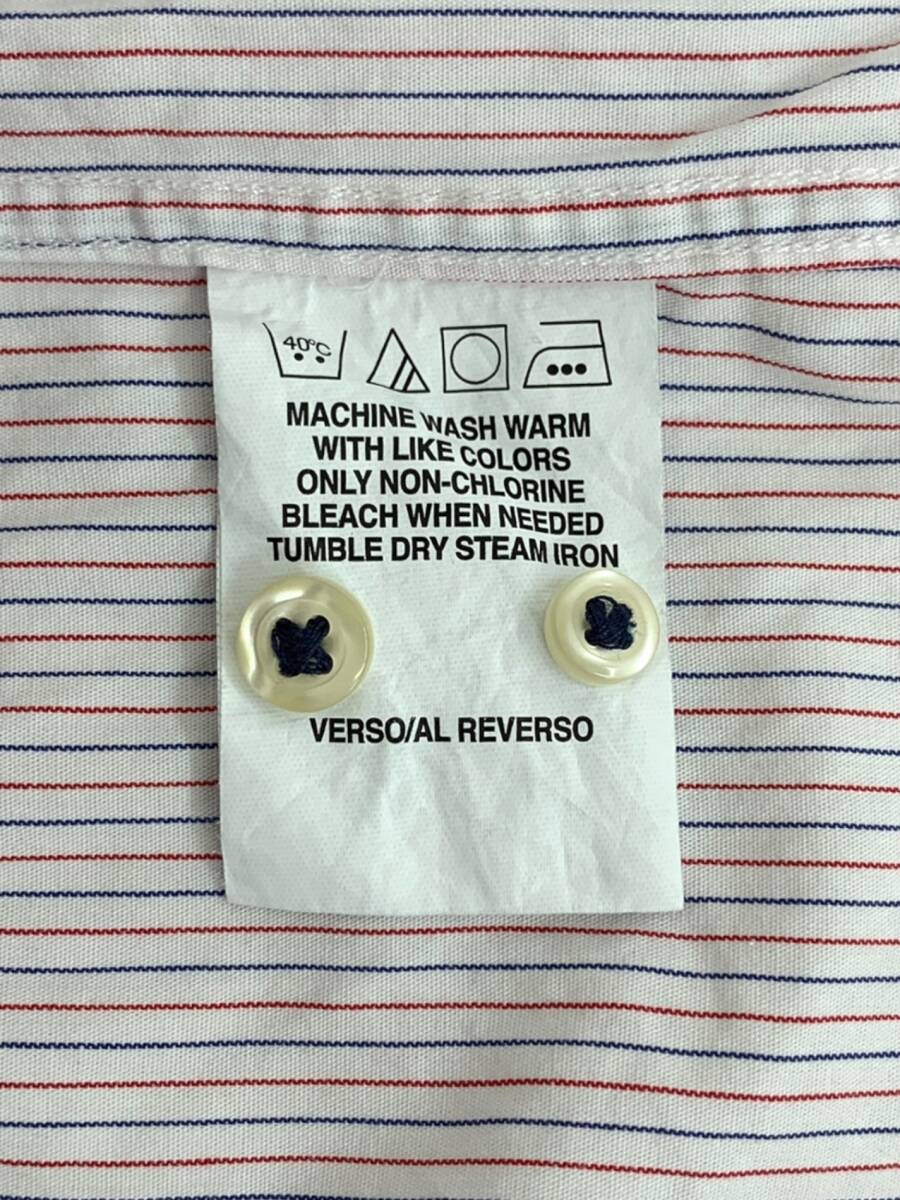 40°C
MACHINE WASH WARM
WITH LIKE COLORS
ONLY NON-CHLORINE
BLEACH WHEN NEEDED
TUMBLE DRY STEAM IRON
VERSO/AL REVERSO